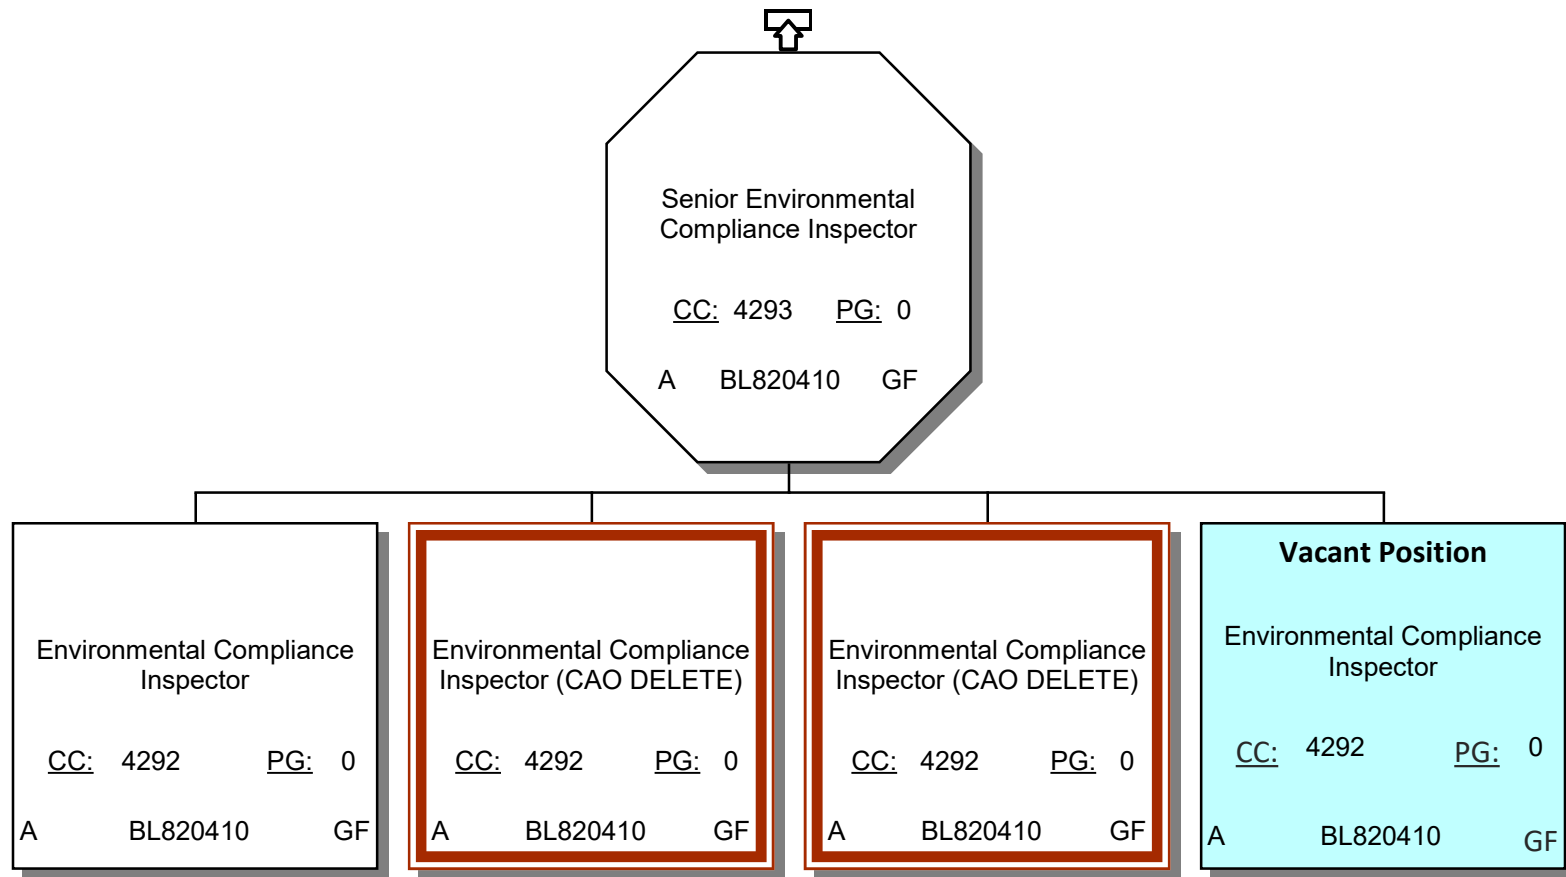 Senior Environmental
Compliance Inspector
CC: 4293 PG: 0
A BL820410 GF
Environmental Compliance
Inspector
CC: 4292 PG: 0
A BL820410 GF
Environmental Compliance
Inspector (CAO DELETE)
CC: 4292 PG: 0
A BL820410 GF
Environmental Compliance
Inspector (CAO DELETE)
CC: 4292 PG: 0
A BL820410 GF
Vacant Position
Environmental Compliance
Inspector
CC: 4292 PG: 0
A BL820410 GF